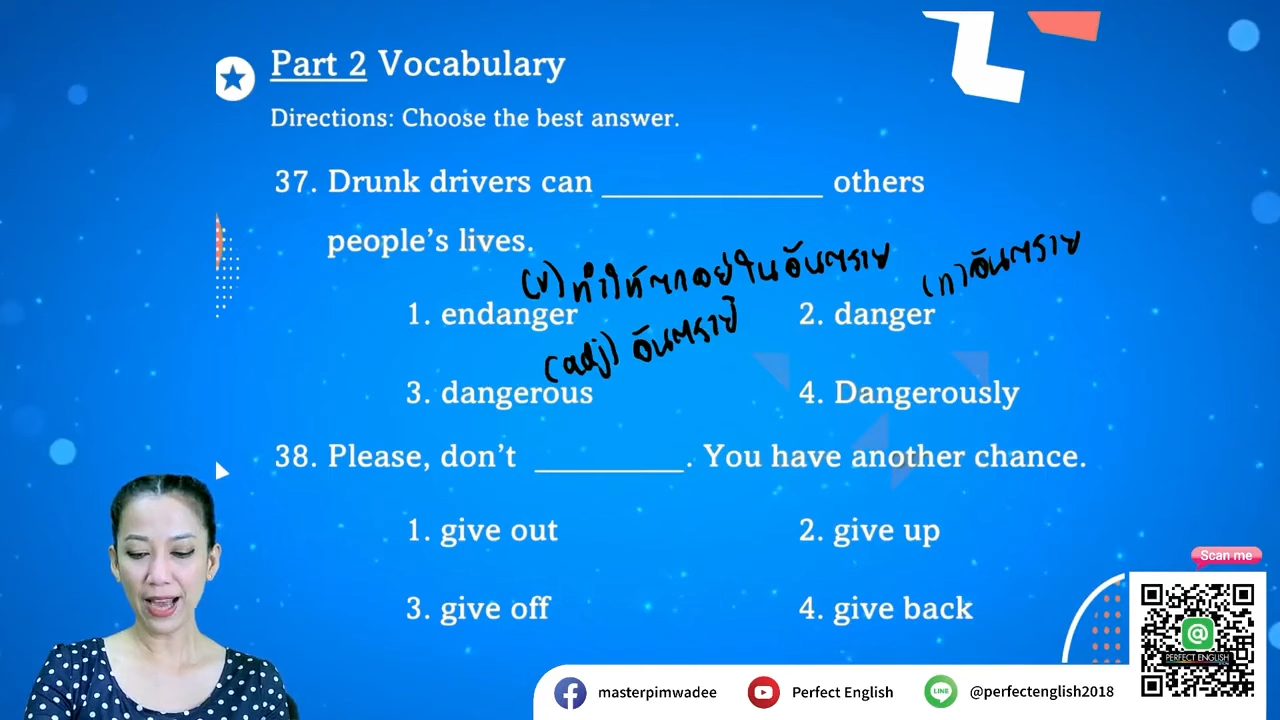 Part 2 Vocabulary
Directions: Choose the best answer.
37. Drunk drivers can ______________ others
people's lives.
(v) ทำให้ตกอยู่ในอันตราย
(n) อันตราย
1. endanger
2. danger
(adj) อันตราย
3. dangerous
4. Dangerously
38. Please, don't __________. You have another chance.
1. give out
2. give up
3. give off
4. give back
Scan me
@
PERFECT ENGLISH
masterpimwadee
Perfect English
LINE
@perfectenglish2018